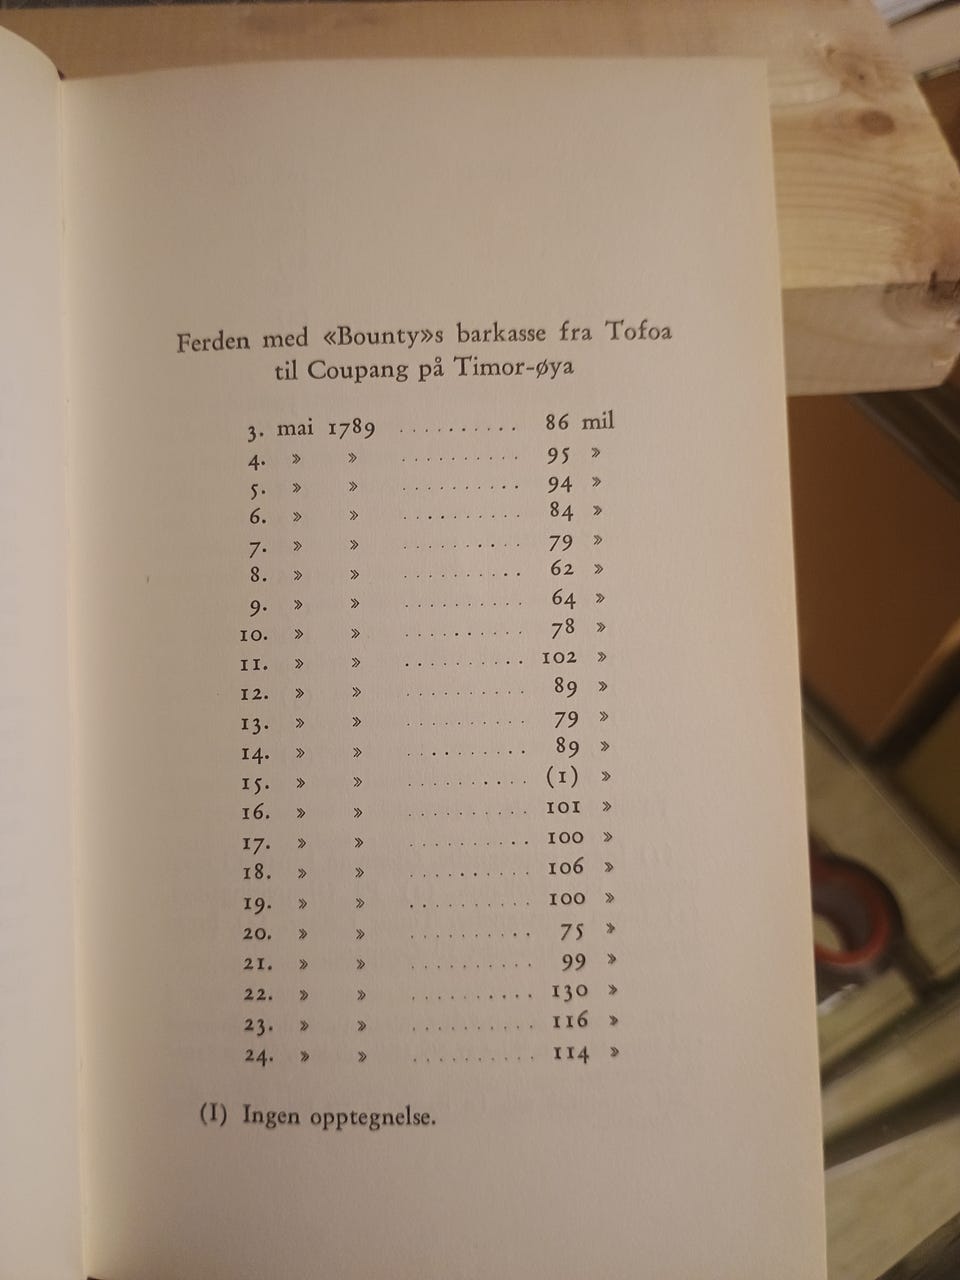 Ferden med «Bounty»s barkasse fra Tofoa
til Coupang på Timor-øya
3. mai 1789 .......... 86 mil
4. » » .......... 95 »
5. » » .......... 94 »
6. » » .......... 84 »
7. » » .......... 79 »
8. » » .......... 62 »
9. » » .......... 64 »
10. » » .......... 78 »
11. » » .......... 102 »
12. » » .......... 89 »
13. » » .......... 79 »
14. » » .......... 89 »
15. » » .......... (1) »
16. » » .......... 101 »
17. » » .......... 100 »
18. » » .......... 106 »
19. » » .......... 100 »
20. » » .......... 75 »
21. » » .......... 99 »
22. » » .......... 130 »
23. » » .......... 116 »
24. » » .......... 114 »
(I) Ingen opptegnelse.